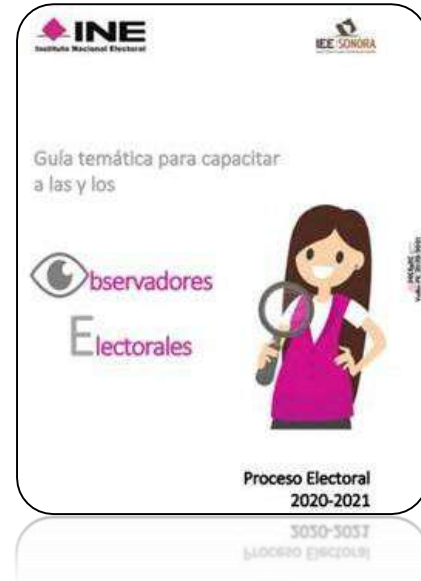 INE
Instituto Nacional Electoral
IEE SONORA
Guía temática para capacitar
a las y los
Observadores
Electorales
Proceso Electoral
2020-2021